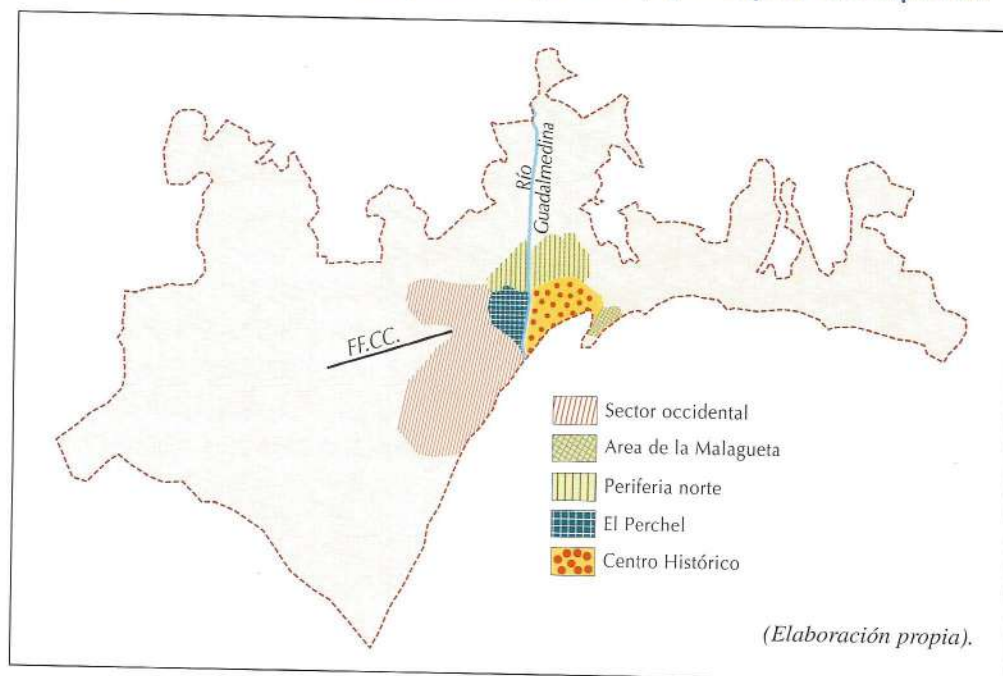 Río
Guadalmedina
FF.CC.
Sector occidental
Area de la Malagueta
Periferia norte
El Perchel
Centro Histórico
(Elaboración propia).